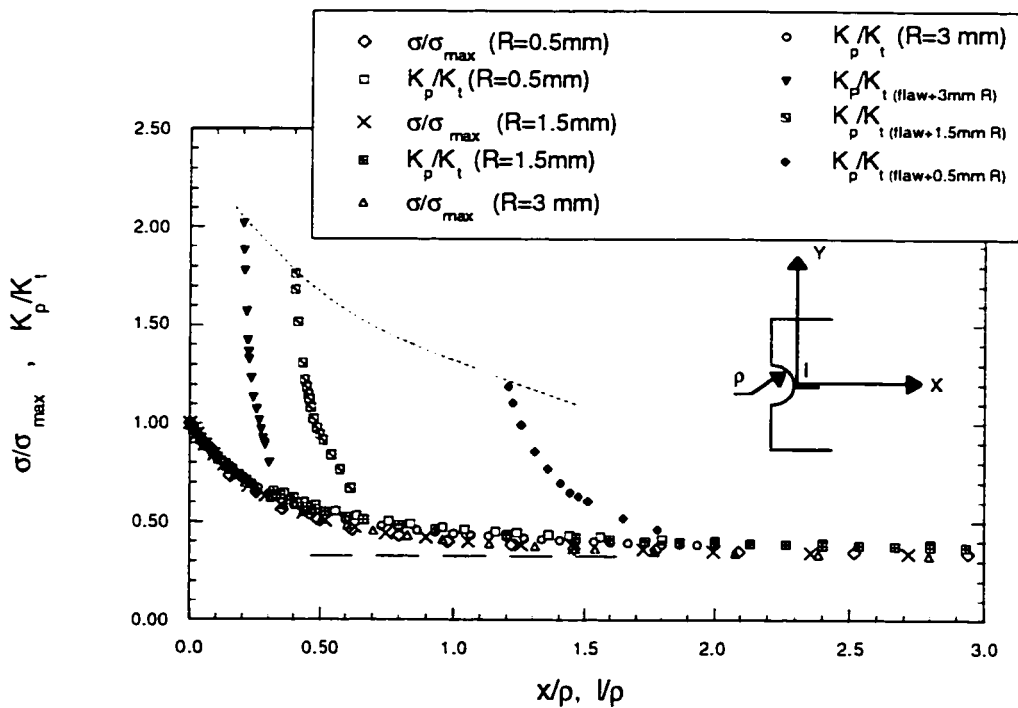 σ/σmax (R=0.5mm)
Kp/Kt (R=0.5mm)
σ/σmax (R=1.5mm)
Kp/Kt (R=1.5mm)
σ/σmax (R=3 mm)
Kp/Kt (R=3 mm)
Kp/Kt (flaw+3mm R)
Kp/Kt (flaw+1.5mm R)
Kp/Kt (flaw+0.5mm R)
2.50
2.00
1.50
1.00
0.50
0.00
σ/σmax , Kp/Kt
Y
ρ
l
X
0.0
0.50
1.0
1.5
2.0
2.5
3.0
x/ρ, l/ρ